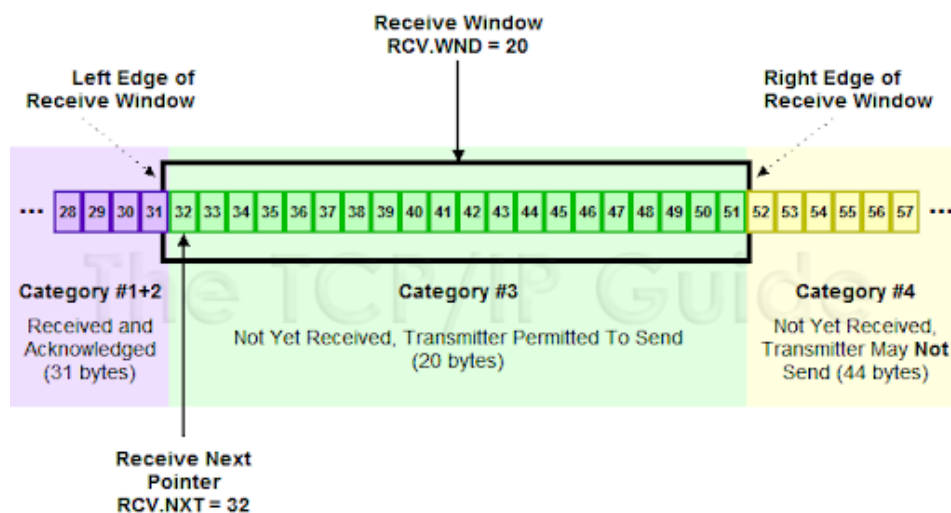 Receive Window
RCV.WND = 20
Left Edge of
Receive Window
Right Edge of
Receive Window
... 28 29 30 31 32 33 34 35 36 37 38 39 40 41 42 43 44 45 46 47 48 49 50 51 52 53 54 55 56 57 ...
The TCP/IP Guide
Category #1+2
Received and
Acknowledged
(31 bytes)
Category #3
Not Yet Received, Transmitter Permitted To Send
(20 bytes)
Category #4
Not Yet Received,
Transmitter May Not
Send (44 bytes)
Receive Next
Pointer
RCV.NXT = 32